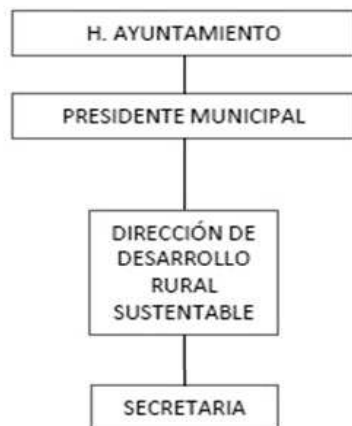 H. AYUNTAMIENTO
PRESIDENTE MUNICIPAL
DIRECCIÓN DE
DESARROLLO
RURAL
SUSTENTABLE
SECRETARIA